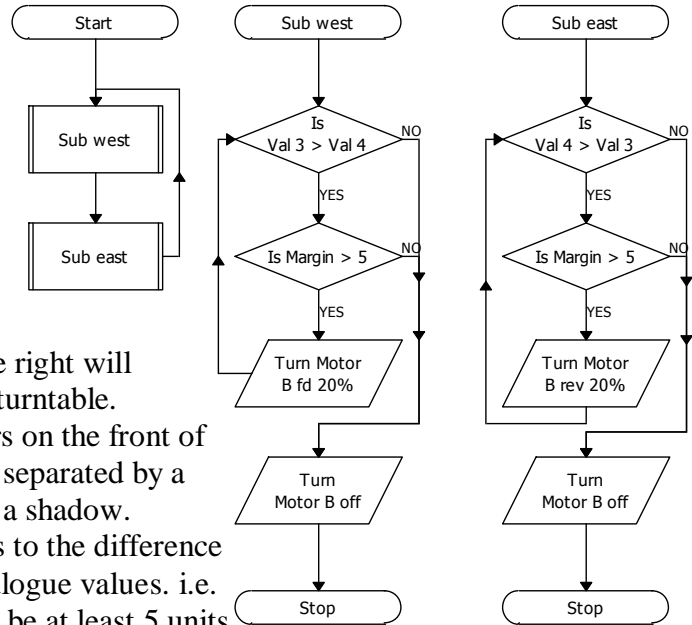 Start
Sub west
Sub east
Sub west
Is
Val 3 > Val 4
NO
YES
Is Margin > 5
NO
YES
Turn Motor
B fd 20%
Turn
Motor B off
Stop
Sub east
Is
Val 4 > Val 3
NO
YES
Is Margin > 5
NO
YES
Turn Motor
B rev 20%
Turn
Motor B off
Stop
right will
turntable.
on the front of
separated by a
a shadow.
to the difference
values. i.e.
be at least 5 units